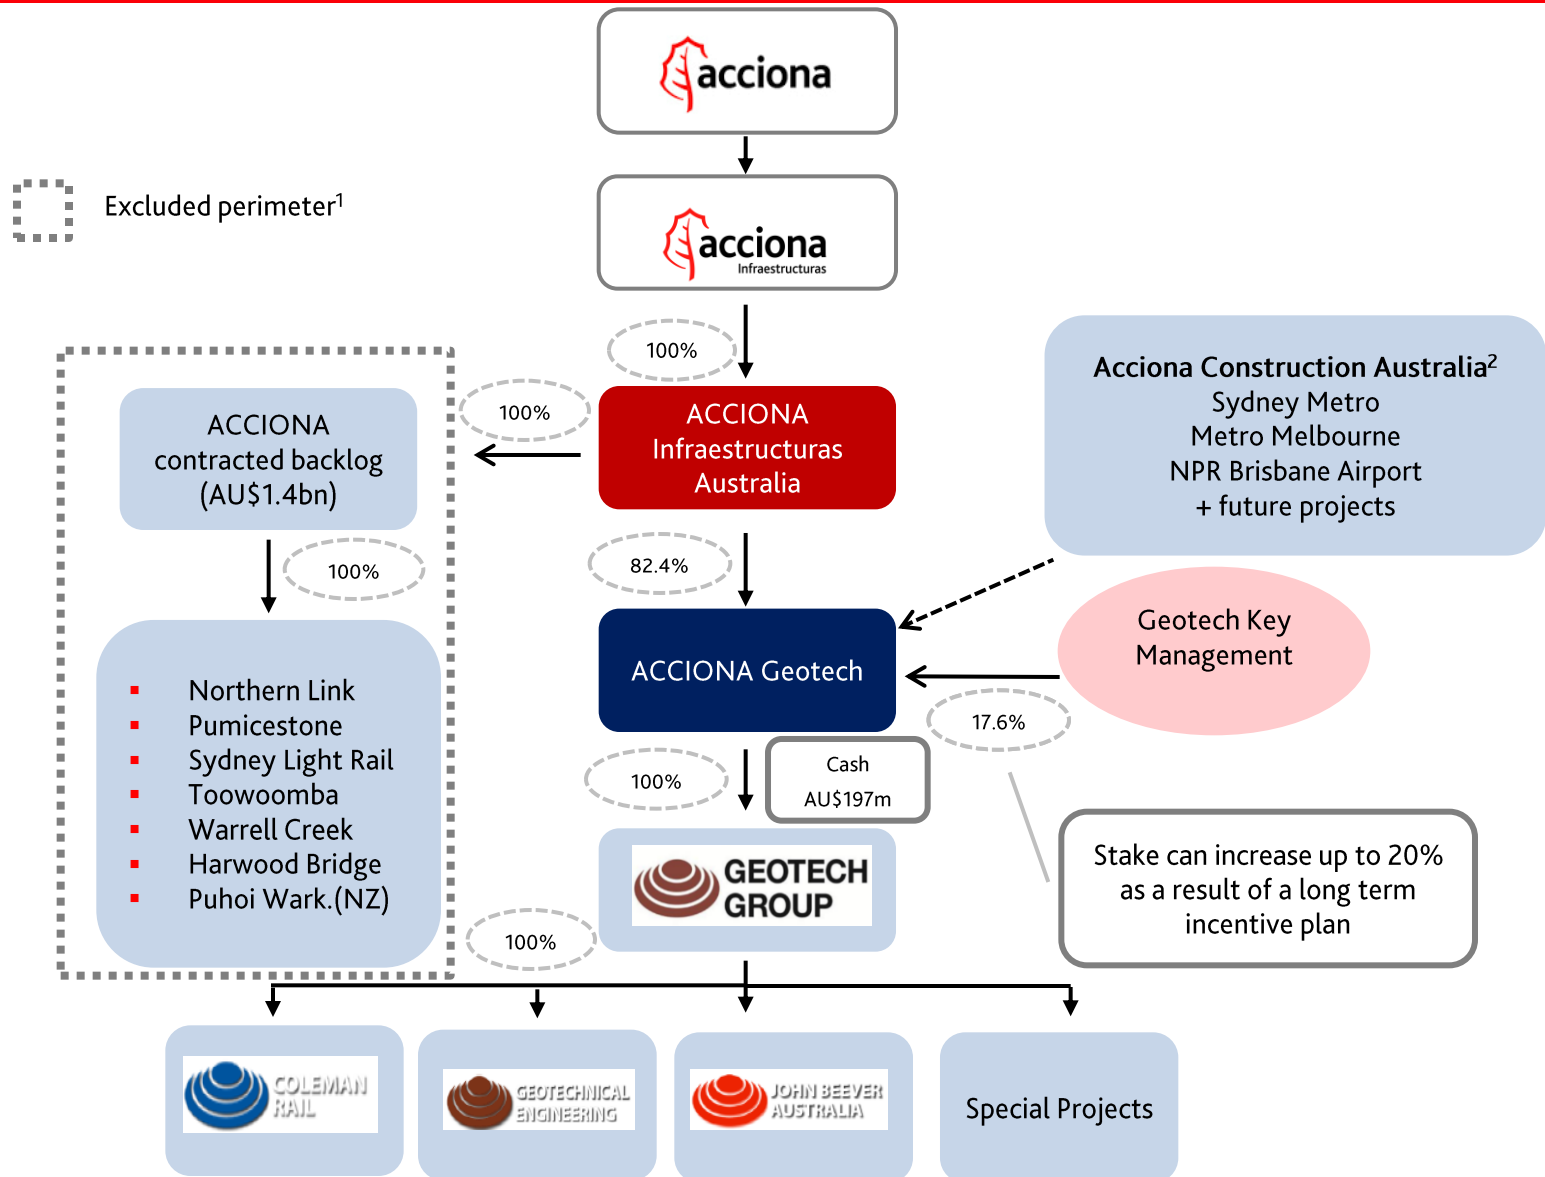 acciona
acciona
Infraestructuras
Excluded perimeter¹
100%
100%
ACCIONA
Infraestructuras
Australia
ACCIONA
contracted backlog
(AU$1.4bn)
Acciona Construction Australia²
Sydney Metro
Metro Melbourne
NPR Brisbane Airport
+ future projects
100%
82.4%
Geotech Key
Management
ACCIONA Geotech
17.6%
Northern Link
Pumicestone
Sydney Light Rail
Toowoomba
Warrell Creek
Harwood Bridge
Puhoi Wark.(NZ)
100%
Cash
AU$197m
Stake can increase up to 20%
as a result of a long term
incentive plan
GEOTECH
GROUP
100%
COLEMAN
RAIL
GEOTECHNICAL
ENGINEERING
JOHN BEEVER
AUSTRALIA
Special Projects